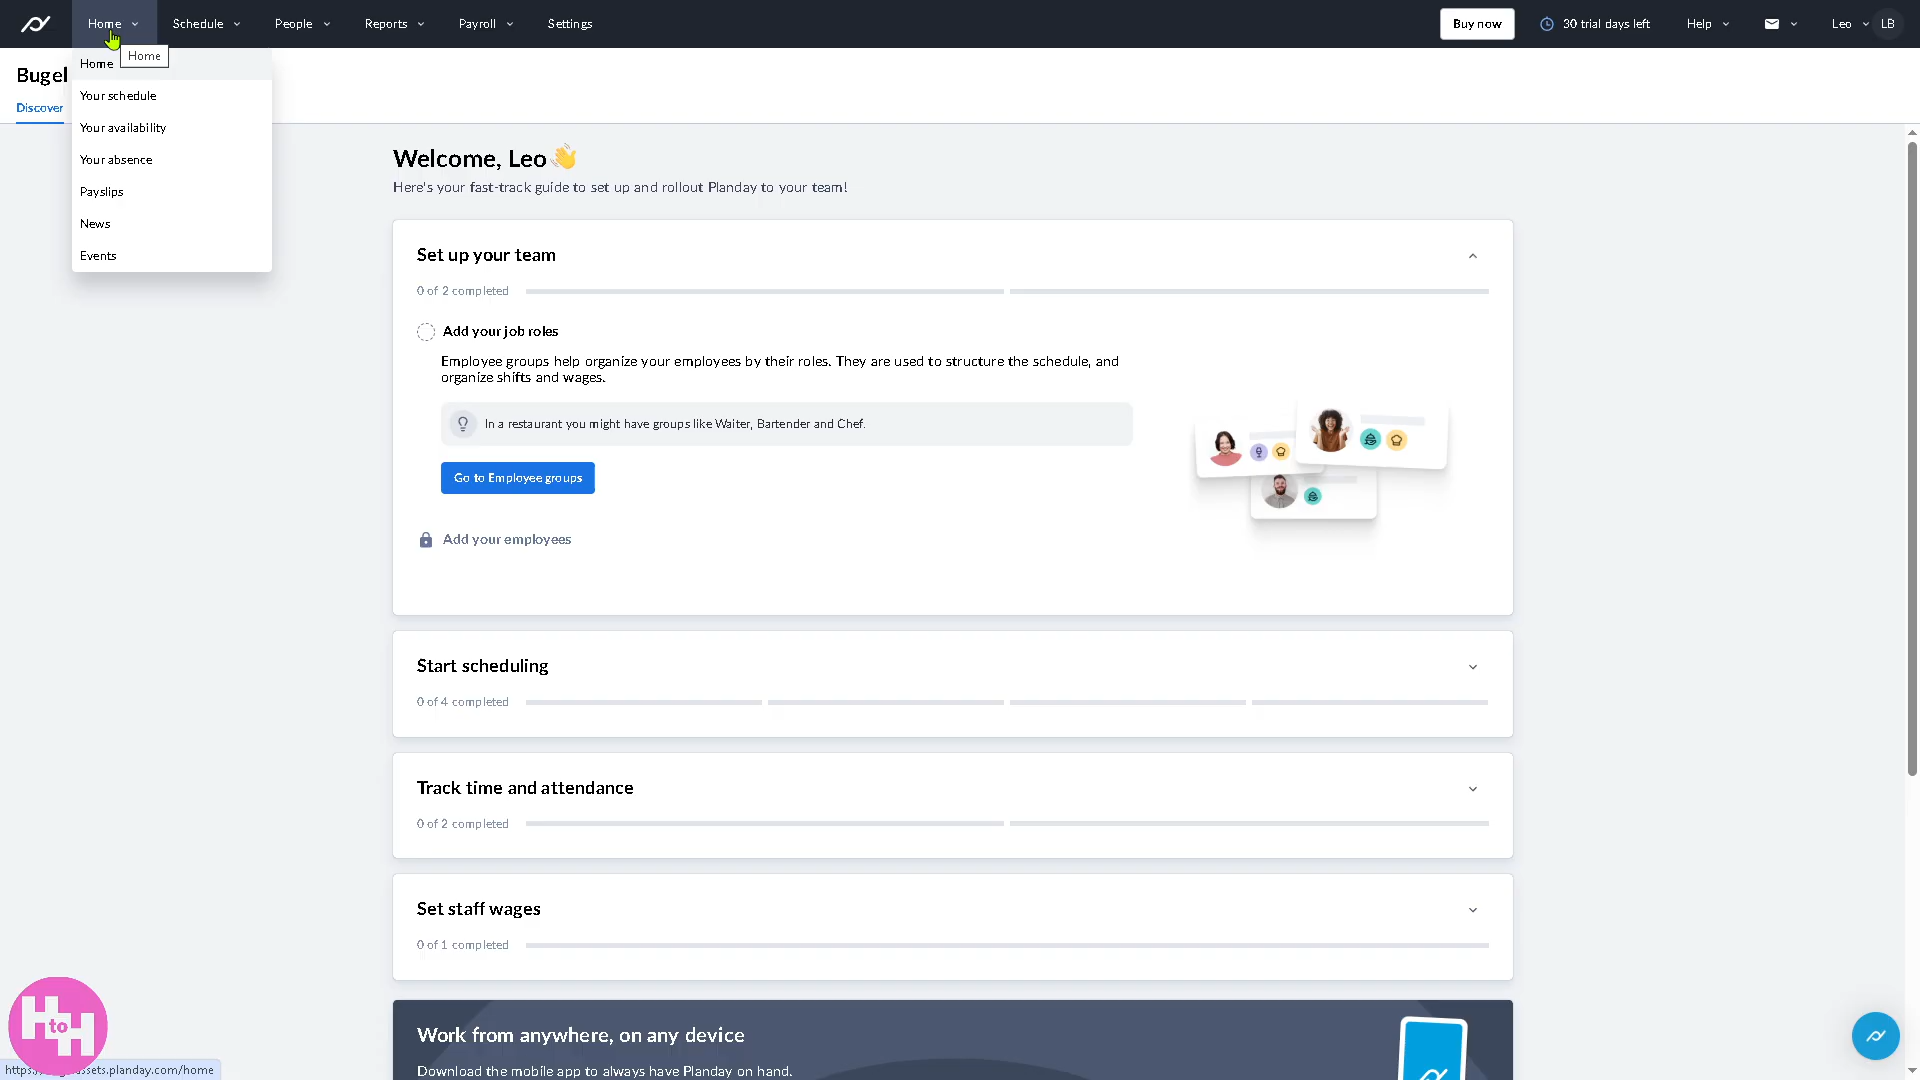 Home
Schedule
People
Reports
Payroll
Settings
Buy now
30 trial days left
Help
Leo
LB
Home
Home
Bugel
Discover
Your schedule
Your availability
Your absence
Payslips
News
Events
Welcome, Leo👋
Here's your fast-track guide to set up and rollout Planday to your team!
Set up your team
0 of 2 completed
Add your job roles
Employee groups help organize your employees by their roles. They are used to structure the schedule, and
organize shifts and wages.
In a restaurant you might have groups like Waiter, Bartender and Chef.
Go to Employee groups
Add your employees
Start scheduling
0 of 4 completed
Track time and attendance
0 of 2 completed
Set staff wages
0 of 1 completed
Work from anywhere, on any device
Download the mobile app to always have Planday on hand.
H to H